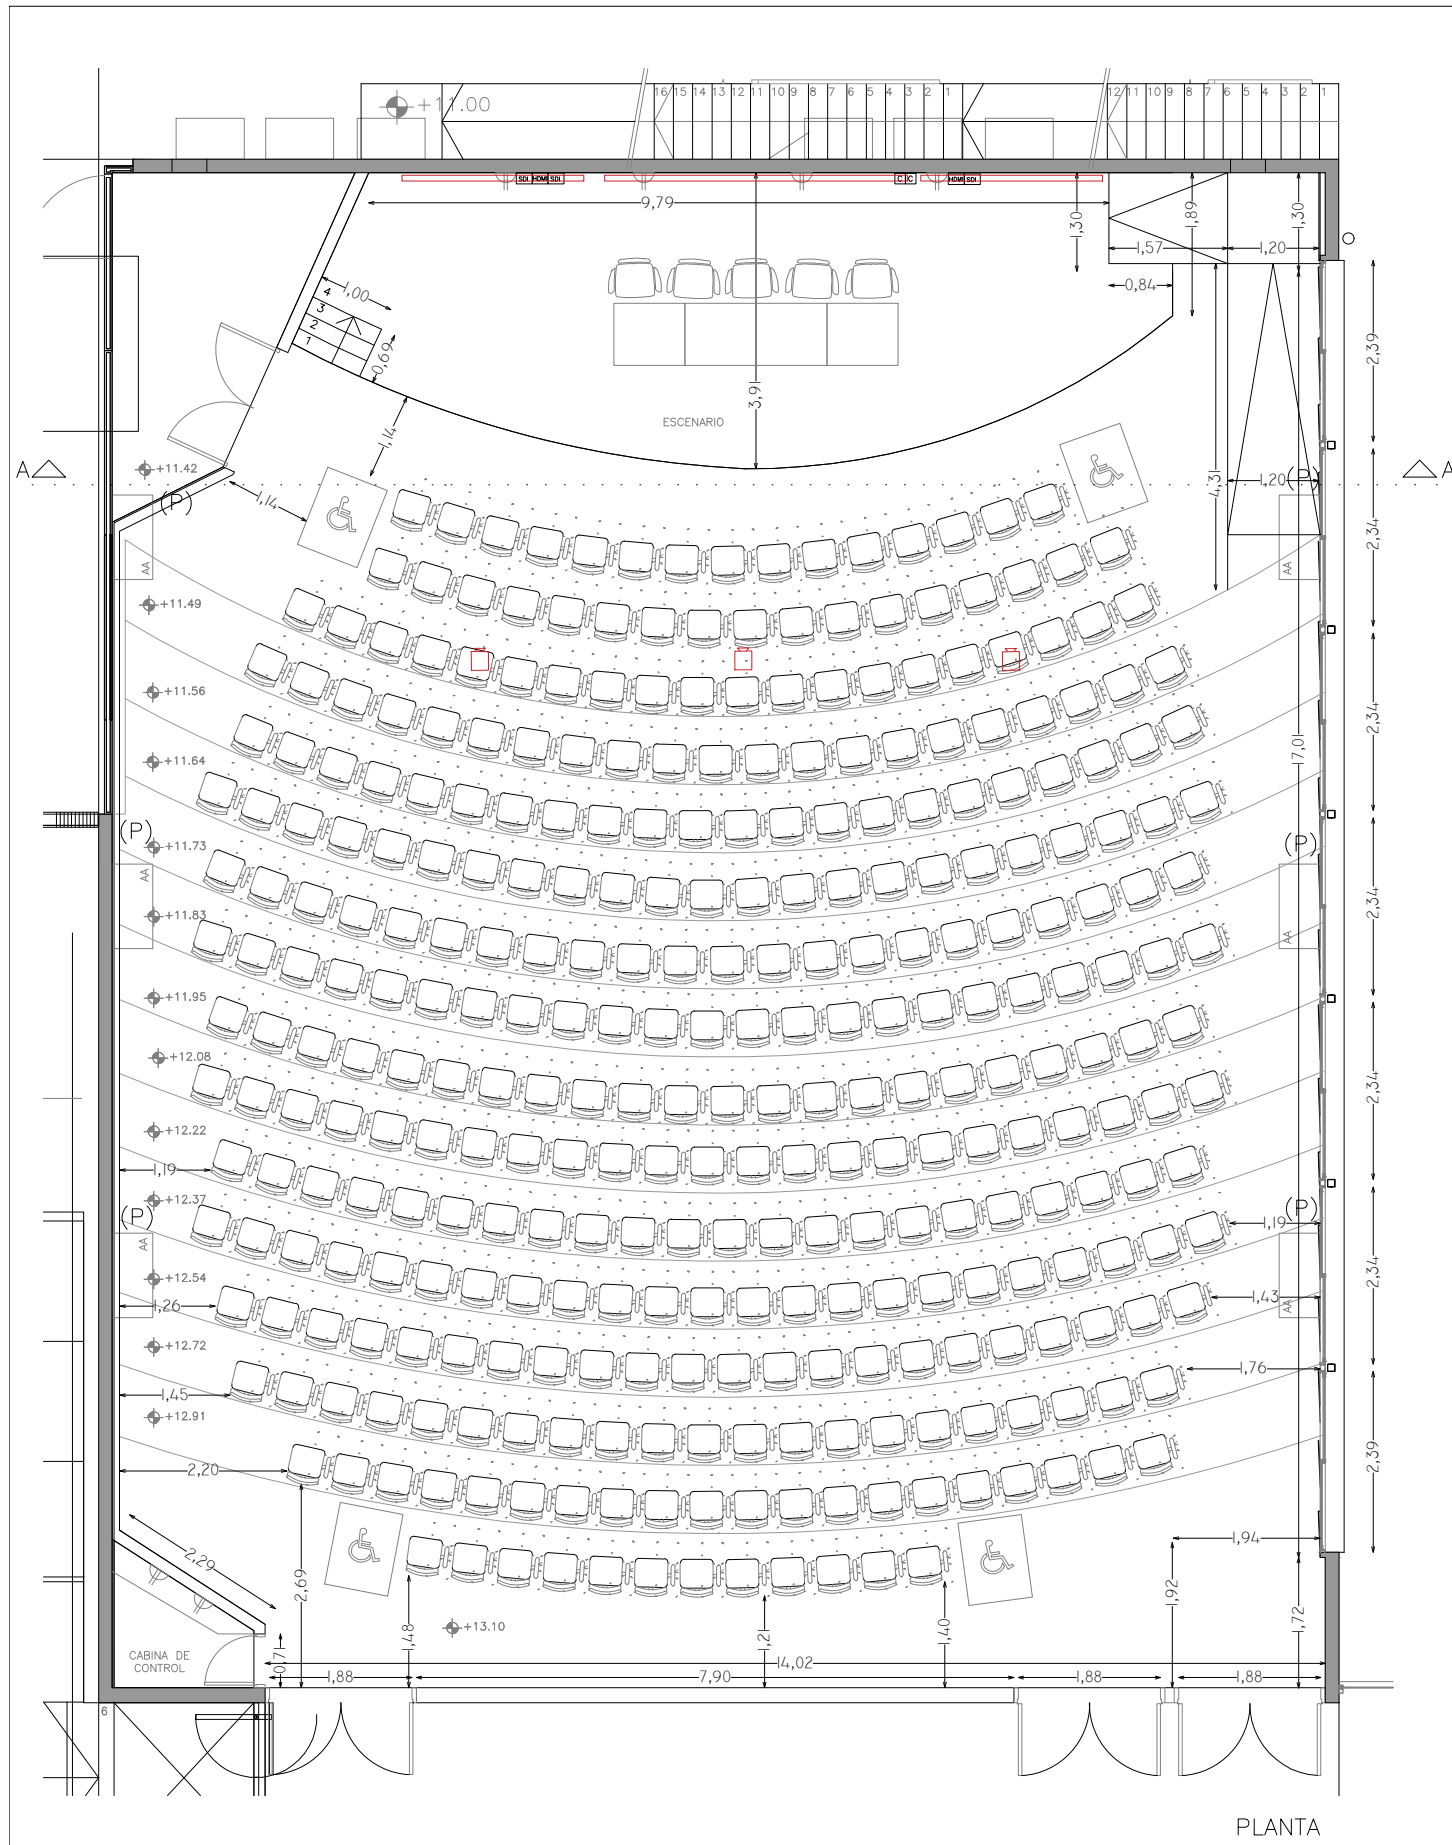 +11.00
16 15 14 13 12 11 10 9 8 7 6 5 4 3 2 1
12 11 10 9 8 7 6 5 4 3 2 1
SDI HDMI SDI
C C
HDMI SDI
9,79
1,30
1,89
1,30
1,57
1,20
0,84
1,00
4
3
2
1
0,69
3,91
2,39
ESCENARIO
1,14
A
+11.42
A
(P)
1,14
4,31
1,20
(P)
2,34
AA
AA
+11.49
+11.56
2,34
17,01
+11.64
(P)
+11.73
(P)
AA
2,34
+11.83
AA
+11.95
+12.08
2,34
+12.22
1,19
+12.37
(P)
(P)
1,19
AA
2,34
+12.54
1,26
1,43
AA
+12.72
1,76
1,45
+12.91
2,39
2,20
2,29
1,94
2,69
1,48
1,21
1,40
1,92
1,72
+13.10
0,71
CABINA DE
CONTROL
14,02
1,88
7,90
1,88
1,88
6
PLANTA